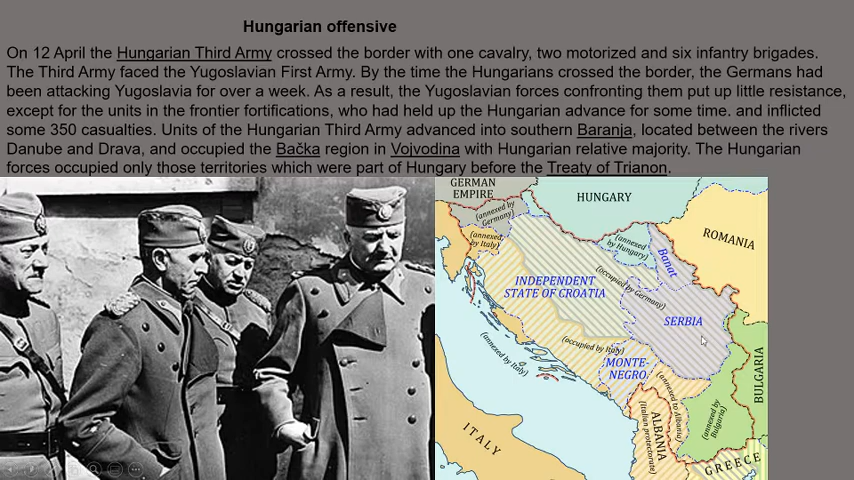 Hungarian offensive
On 12 April the Hungarian Third Army crossed the border with one cavalry, two motorized and six infantry brigades.
The Third Army faced the Yugoslavian First Army. By the time the Hungarians crossed the border, the Germans had
been attacking Yugoslavia for over a week. As a result, the Yugoslavian forces confronting them put up little resistance,
except for the units in the frontier fortifications, who had held up the Hungarian advance for some time. and inflicted
some 350 casualties. Units of the Hungarian Third Army advanced into southern Baranja, located between the rivers
Danube and Drava, and occupied the Bačka region in Vojvodina with Hungarian relative majority. The Hungarian
forces occupied only those territories which were part of Hungary before the Treaty of Trianon.
GERMAN
EMPIRE
(annexed by
Germany)
HUNGARY
ROMANIA
(annexed
by Italy)
(annexed
by Hungary)
Banat
INDEPENDENT
STATE OF CROATIA
(occupied by Germany)
SERBIA
(annexed by Italy)
(occupied by Italy)
MONTE-
NEGRO
BULGARIA
(annexed to Albania)
(annexed by
Bulgaria)
ITALY
ALBANIA
(Italian protectorate)
GREECE